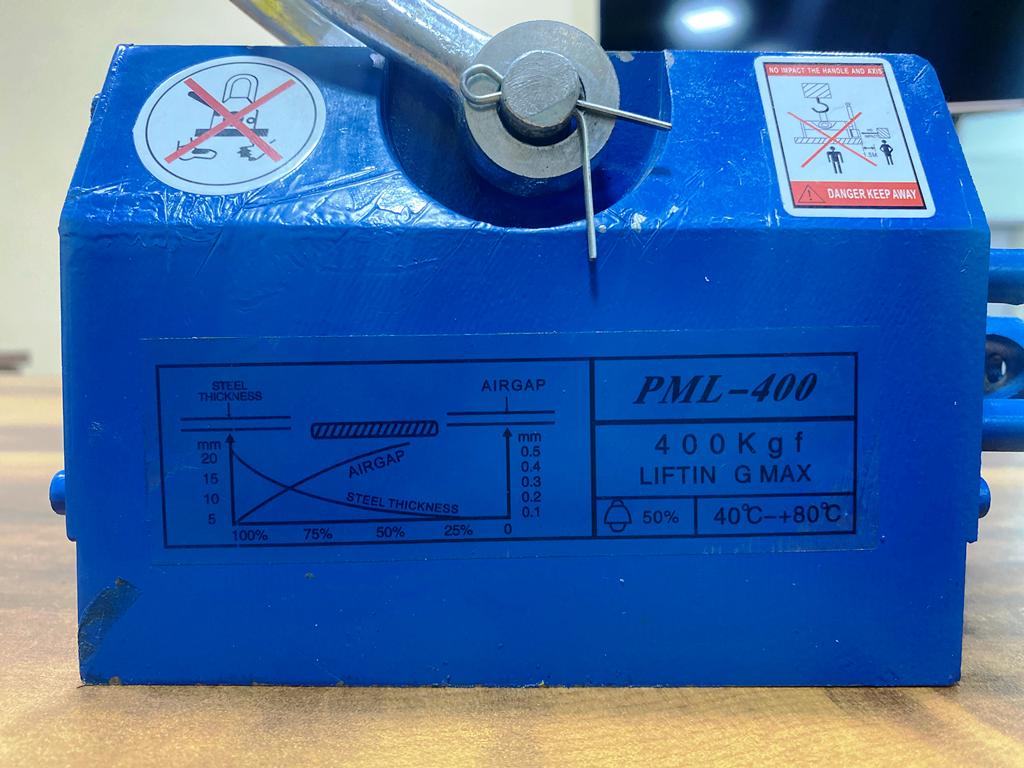 NO IMPACT THE HANDLE AND AXIS
1.5M
DANGER KEEP AWAY
STEEL
THICKNESS
AIRGAP
mm
20
15
10
5
AIRGAP
STEEL THICKNESS
mm
0.5
0.4
0.3
0.2
0.1
100% 75% 50% 25% 0
PML-400
400Kgf
LIFTIN G MAX
50%
40℃-+80℃